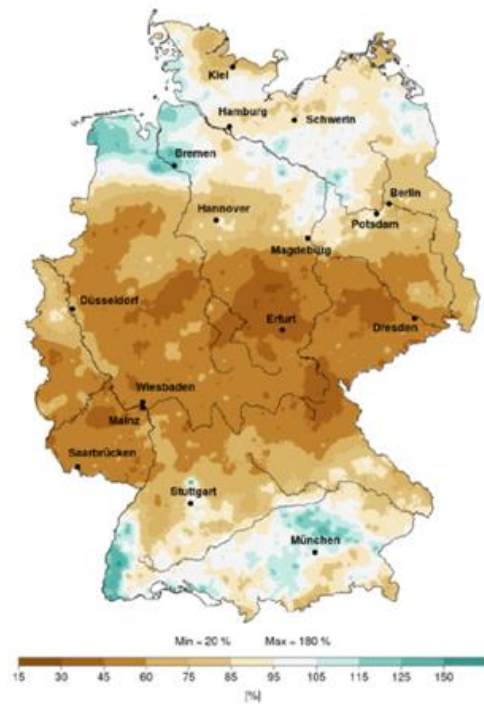 Kiel
Hamburg
Schwerin
Bremen
Berlin
Hannover
Potsdam
Magdeburg
Düsseldorf
Erfurt
Dresden
Wiesbaden
Mainz
Saarbrücken
Stuttgart
München
Min = 20 % Max = 180 %
15 30 45 60 75 85 95 105 115 125 150
[%]